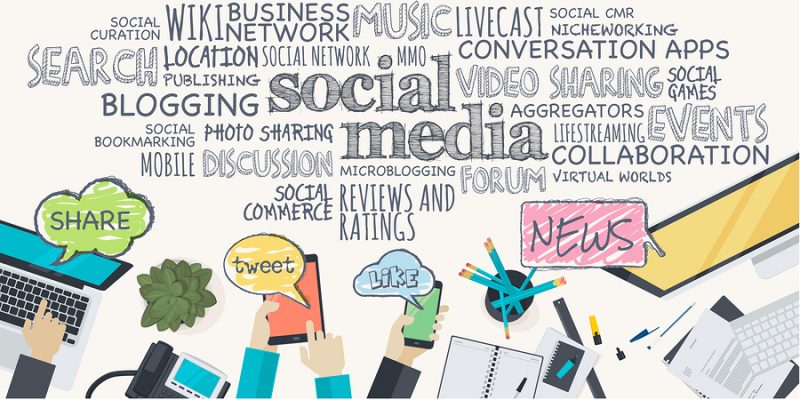 SOCIAL
CURATION
WIKI
BUSINESS
NETWORK
MUSIC
LIVECAST
SOCIAL CMR
NICHEWORKING
SEARCH
LOCATION
PUBLISHING
SOCIAL NETWORK
MMO
CONVERSATION APPS
BLOGGING
social
media
VIDEO SHARING
SOCIAL
GAMES
SOCIAL
BOOKMARKING
PHOTO SHARING
AGGREGATORS
LIFESTREAMING
EVENTS
MOBILE
DISCUSSION
MICROBLOGGING
FORUM
COLLABORATION
VIRTUAL WORLDS
SOCIAL
COMMERCE
REVIEWS AND
RATINGS
SHARE
tweet
LiKE
NEWS